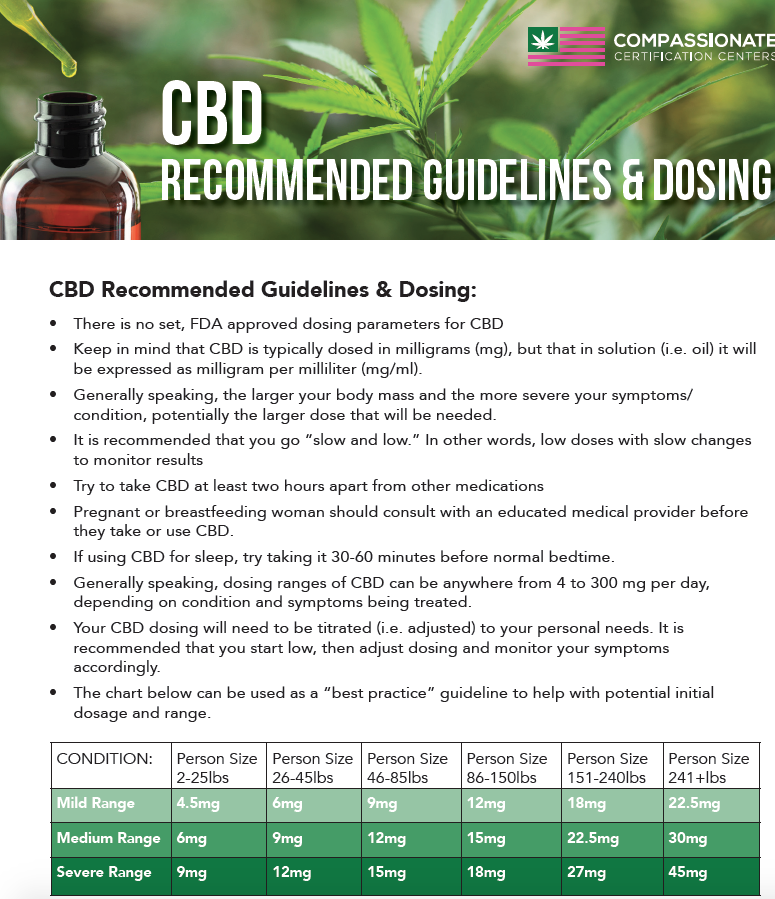 COMPASSIONATE
CERTIFICATION CENTERS
CBD
RECOMMENDED GUIDELINES & DOSING
CBD Recommended Guidelines & Dosing:
• There is no set, FDA approved dosing parameters for CBD
• Keep in mind that CBD is typically dosed in milligrams (mg), but that in solution (i.e. oil) it will
be expressed as milligram per milliliter (mg/ml).
• Generally speaking, the larger your body mass and the more severe your symptoms/
condition, potentially the larger dose that will be needed.
• It is recommended that you go “slow and low.” In other words, low doses with slow changes
to monitor results
• Try to take CBD at least two hours apart from other medications
• Pregnant or breastfeeding woman should consult with an educated medical provider before
they take or use CBD.
• If using CBD for sleep, try taking it 30-60 minutes before normal bedtime.
• Generally speaking, dosing ranges of CBD can be anywhere from 4 to 300 mg per day,
depending on condition and symptoms being treated.
• Your CBD dosing will need to be titrated (i.e. adjusted) to your personal needs. It is
recommended that you start low, then adjust dosing and monitor your symptoms
accordingly.
• The chart below can be used as a “best practice” guideline to help with potential initial
dosage and range.
CONDITION: Person Size Person Size Person Size Person Size Person Size Person Size
2-25lbs 26-45lbs 46-85lbs 86-150lbs 151-240lbs 241+lbs
Mild Range 4.5mg 6mg 9mg 12mg 18mg 22.5mg
Medium Range 6mg 9mg 12mg 15mg 22.5mg 30mg
Severe Range 9mg 12mg 15mg 18mg 27mg 45mg